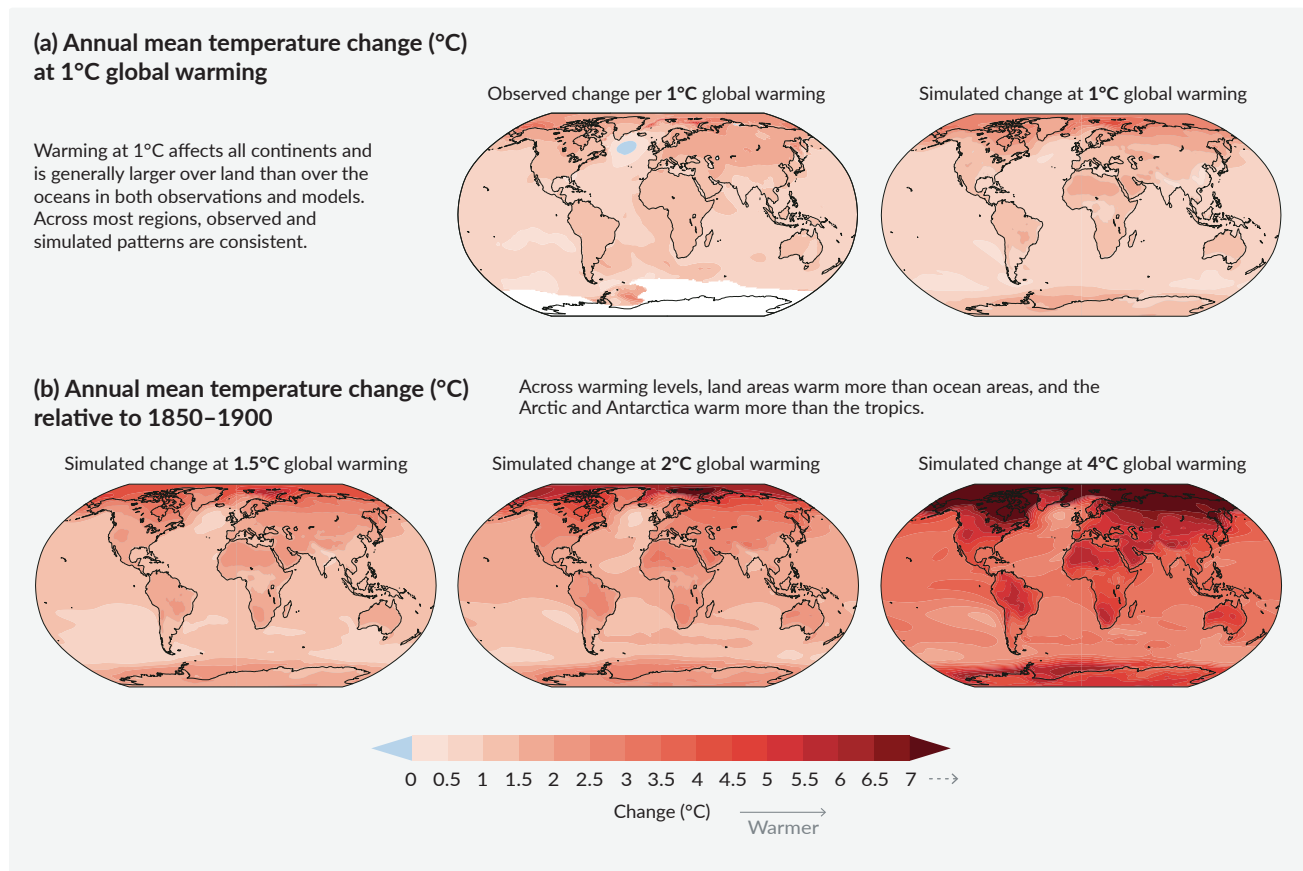 (a) Annual mean temperature change (°C)
at 1°C global warming
Warming at 1°C affects all continents and
is generally larger over land than over the
oceans in both observations and models.
Across most regions, observed and
simulated patterns are consistent.
Observed change per 1°C global warming
Simulated change at 1°C global warming
(b) Annual mean temperature change (°C)
relative to 1850–1900
Across warming levels, land areas warm more than ocean areas, and the
Arctic and Antarctica warm more than the tropics.
Simulated change at 1.5°C global warming
Simulated change at 2°C global warming
Simulated change at 4°C global warming
0 0.5 1 1.5 2 2.5 3 3.5 4 4.5 5 5.5 6 6.5 7
Change (°C)
Warmer